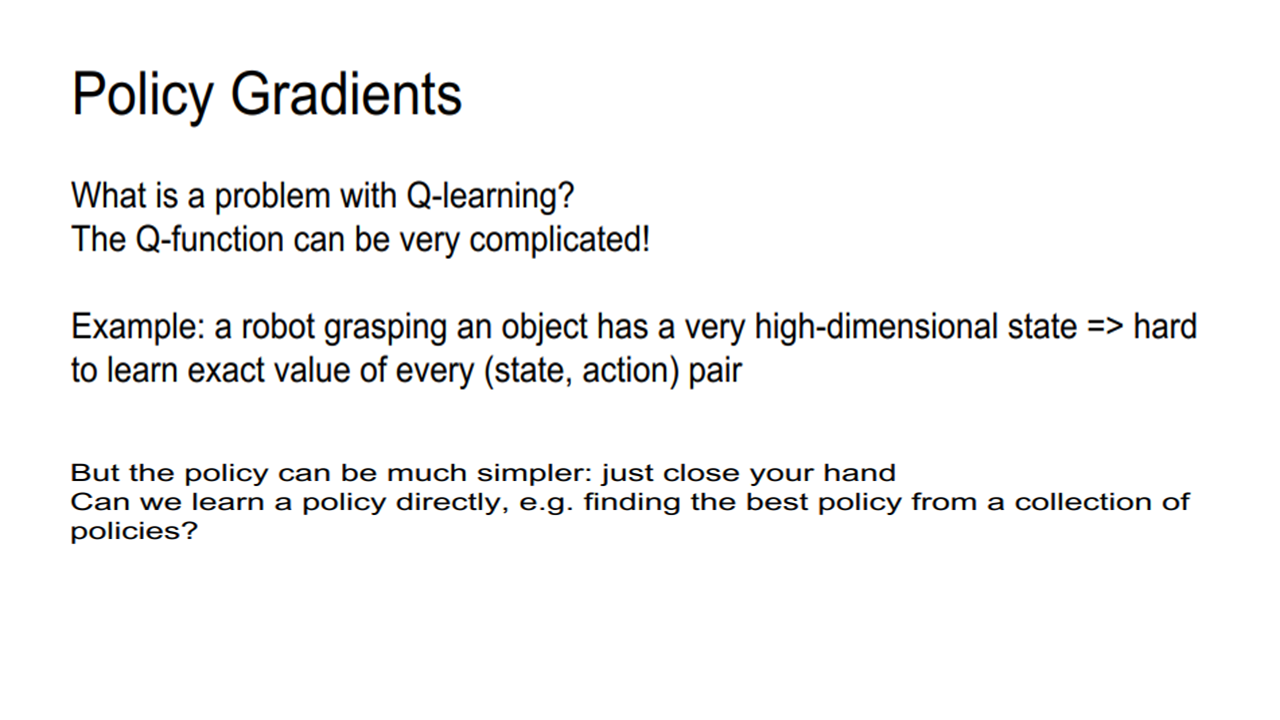 Policy Gradients
What is a problem with Q-learning?
The Q-function can be very complicated!
Example: a robot grasping an object has a very high-dimensional state => hard
to learn exact value of every (state, action) pair
But the policy can be much simpler: just close your hand
Can we learn a policy directly, e.g. finding the best policy from a collection of
policies?